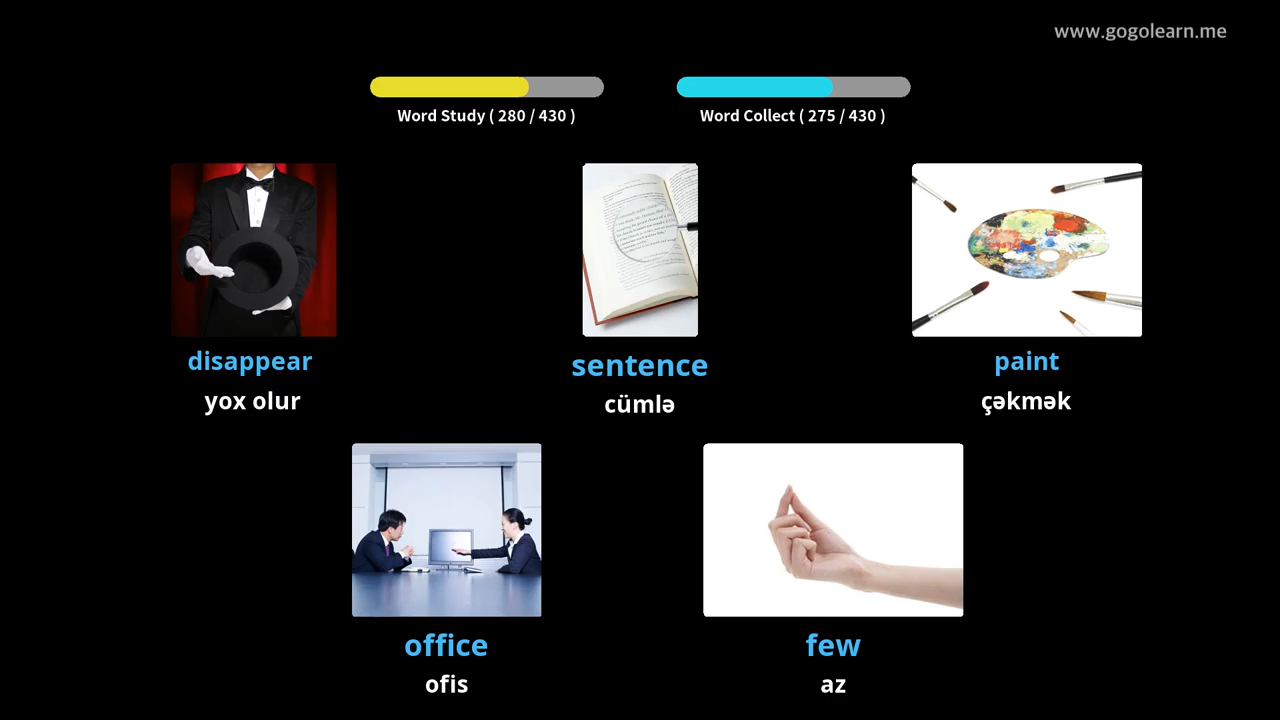 www.gogolearn.me
Word Study ( 280 / 430 )
Word Collect ( 275 / 430 )
disappear
yox olur
sentence
cümlə
paint
çəkmək
office
ofis
few
az